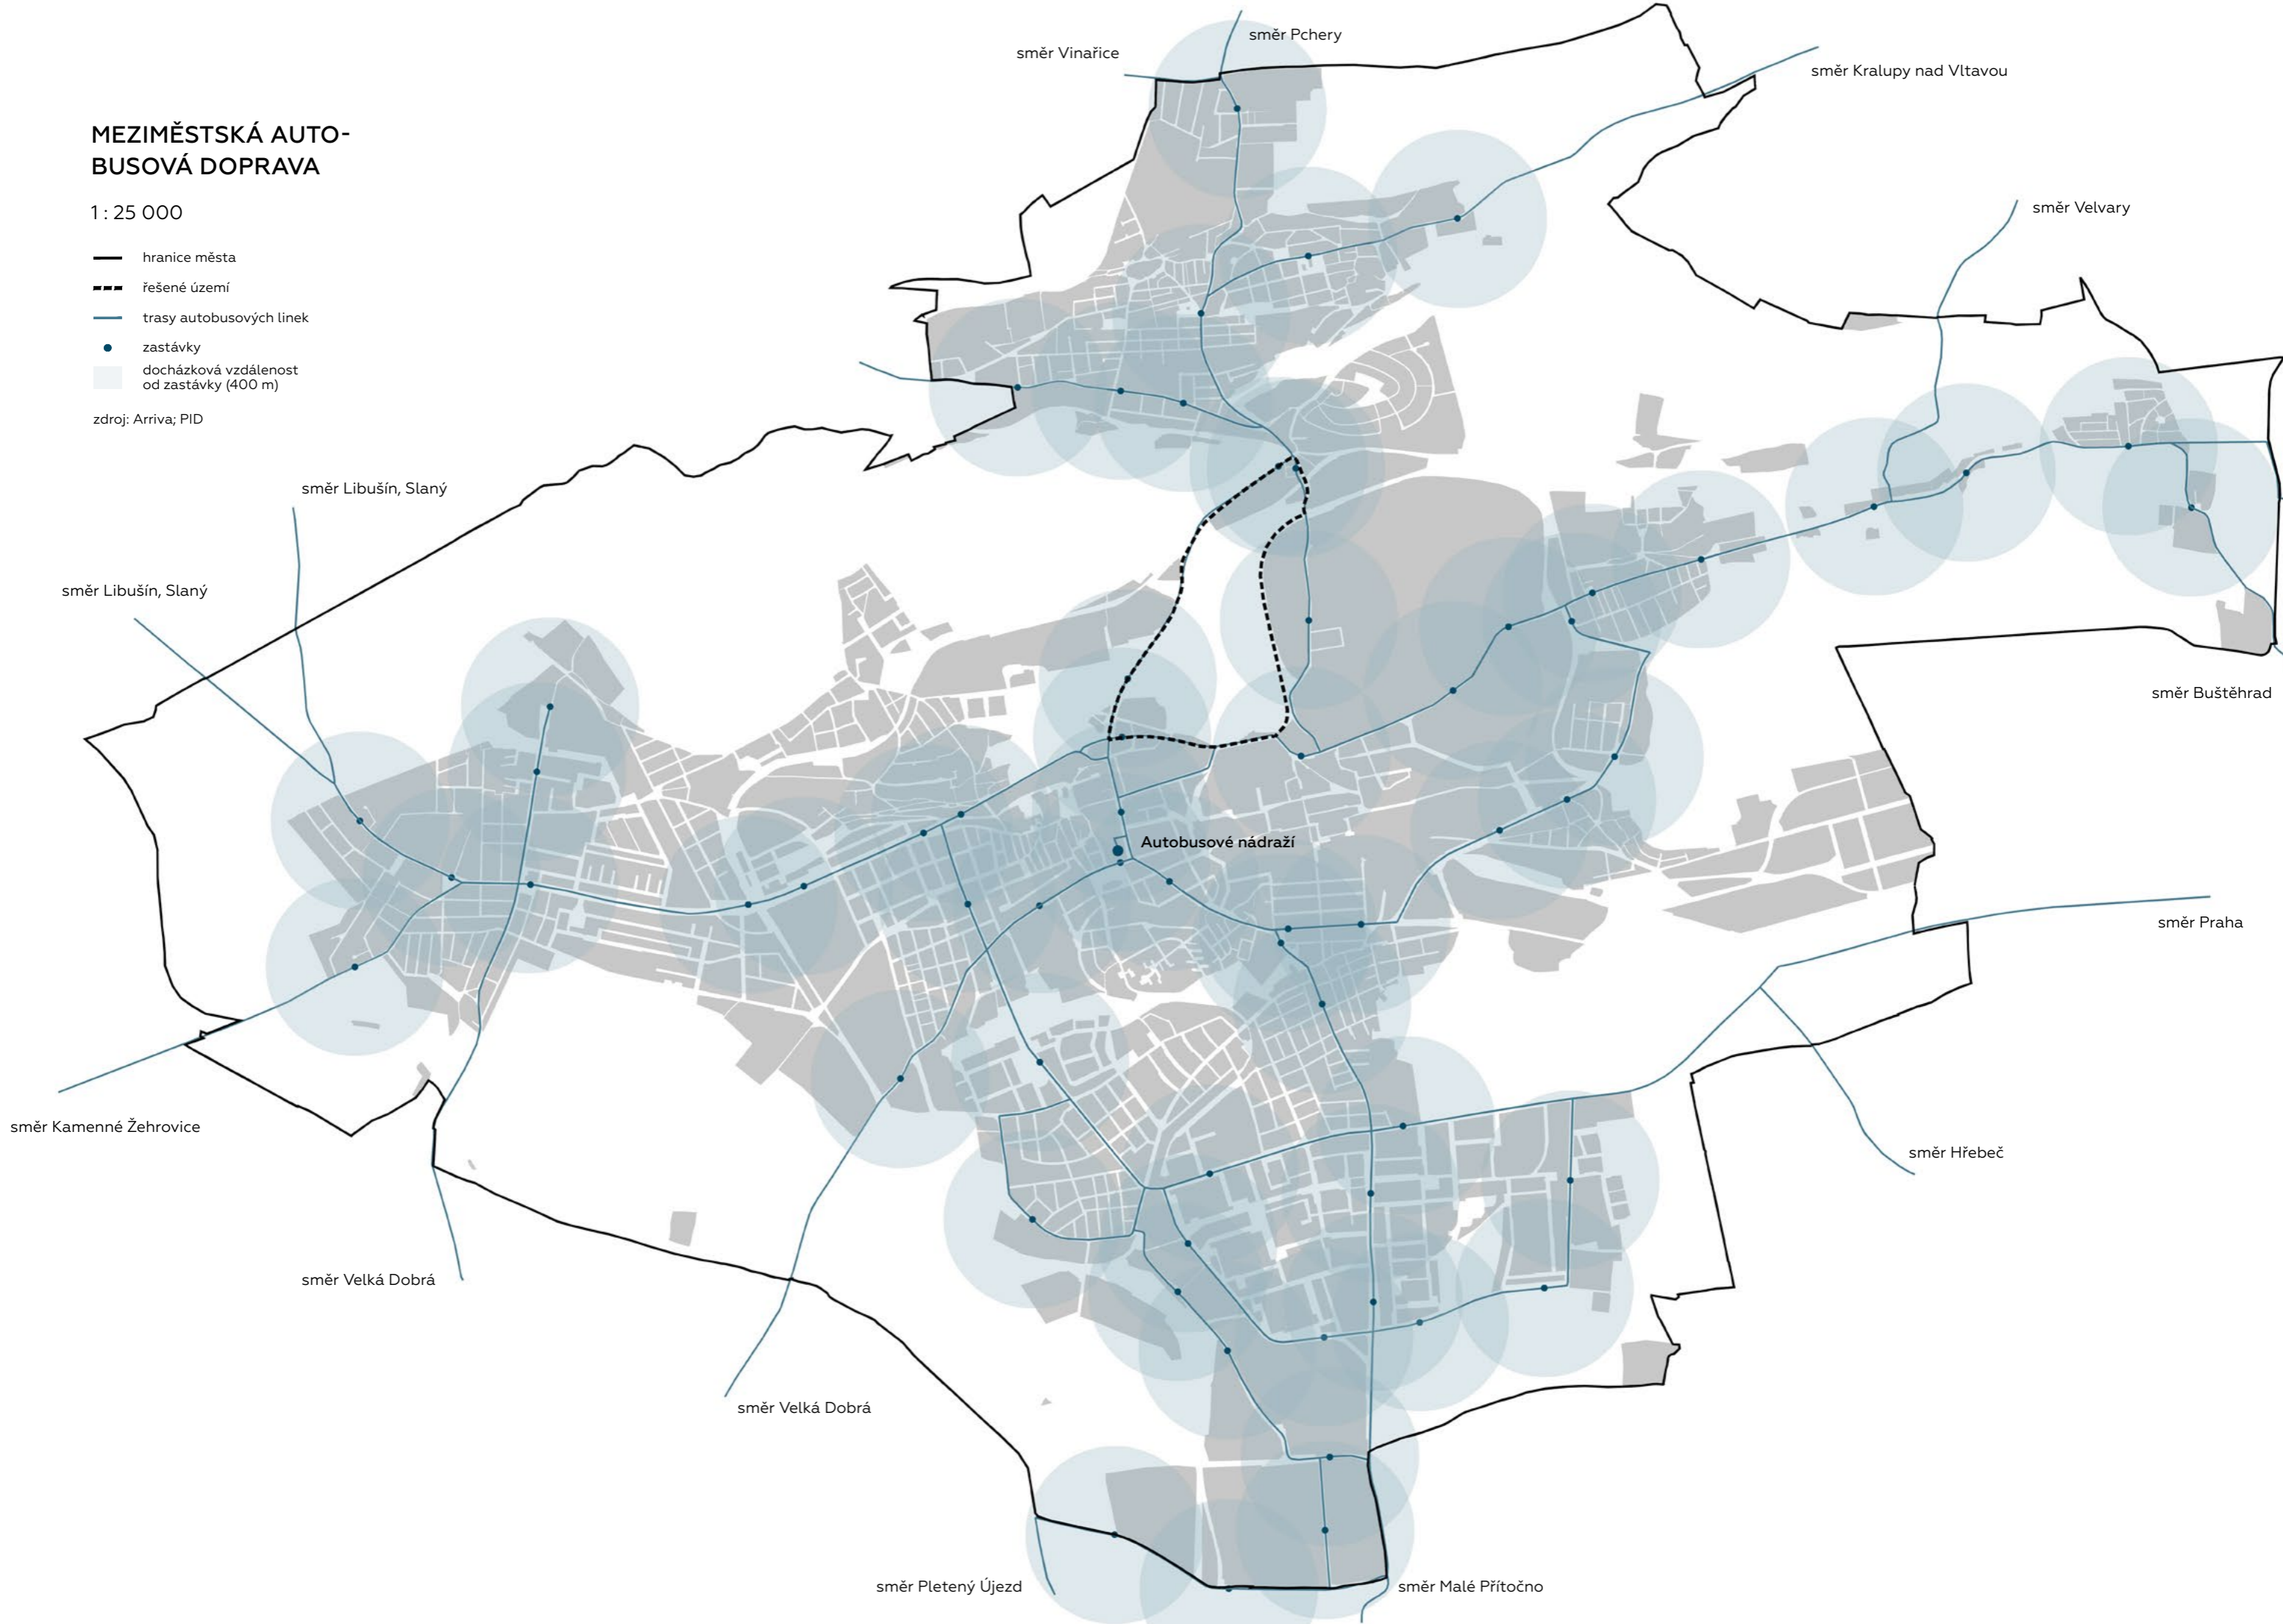 MEZIMĚSTSKÁ AUTO-
BUSOVÁ DOPRAVA
1 : 25 000
hranice města
řešené území
trasy autobusových linek
zastávky
docházková vzdálenost
od zastávky (400 m)
zdroj: Arriva; PID
směr Vinařice
směr Pchery
směr Kralupy nad Vltavou
směr Velvary
směr Libušín, Slaný
směr Libušín, Slaný
směr Buštěhrad
Autobusové nádraží
směr Praha
směr Kamenné Žehrovice
směr Hřebeč
směr Velká Dobrá
směr Velká Dobrá
směr Pletený Újezd
směr Malé Přítočno